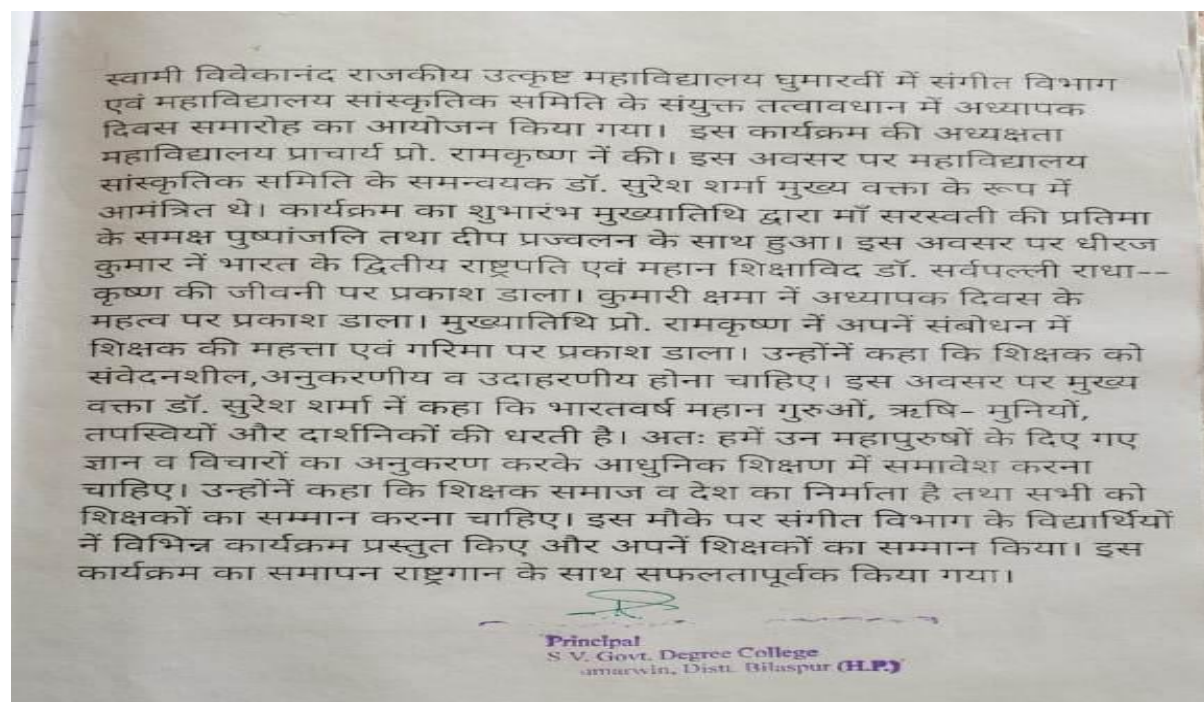 स्वामी विवेकानंद राजकीय उत्कृष्ट महाविद्यालय घुमारवीं में संगीत विभाग
एवं महाविद्यालय सांस्कृतिक समिति के संयुक्त तत्वावधान में अध्यापक
दिवस समारोह का आयोजन किया गया। इस कार्यक्रम की अध्यक्षता
महाविद्यालय प्राचार्य प्रो. रामकृष्ण नें की। इस अवसर पर महाविद्यालय
सांस्कृतिक समिति के समन्वयक डॉ. सुरेश शर्मा मुख्य वक्ता के रूप में
आमंत्रित थे। कार्यक्रम का शुभारंभ मुख्यातिथि द्वारा माँ सरस्वती की प्रतिमा
के समक्ष पुष्पांजलि तथा दीप प्रज्वलन के साथ हुआ। इस अवसर पर धीरज
कुमार नें भारत के द्वितीय राष्ट्रपति एवं महान शिक्षाविद डॉ. सर्वपल्ली राधा--
कृष्ण की जीवनी पर प्रकाश डाला। कुमारी क्षमा नें अध्यापक दिवस के
महत्व पर प्रकाश डाला। मुख्यातिथि प्रो. रामकृष्ण नें अपनें संबोधन में
शिक्षक की महत्ता एवं गरिमा पर प्रकाश डाला। उन्होंनें कहा कि शिक्षक को
संवेदनशील,अनुकरणीय व उदाहरणीय होना चाहिए। इस अवसर पर मुख्य
वक्ता डॉ. सुरेश शर्मा नें कहा कि भारतवर्ष महान गुरुओं, ऋषि- मुनियों,
तपस्वियों और दार्शनिकों की धरती है। अतः हमें उन महापुरुषों के दिए गए
ज्ञान व विचारों का अनुकरण करके आधुनिक शिक्षण में समावेश करना
चाहिए। उन्होंनें कहा कि शिक्षक समाज व देश का निर्माता है तथा सभी को
शिक्षकों का सम्मान करना चाहिए। इस मौके पर संगीत विभाग के विद्यार्थियों
नें विभिन्न कार्यक्रम प्रस्तुत किए और अपनें शिक्षकों का सम्मान किया। इस
कार्यक्रम का समापन राष्ट्रगान के साथ सफलतापूर्वक किया गया।
Principal
S V. Govt. Degree College
umarwin, Distt. Bilaspur (H.P.)